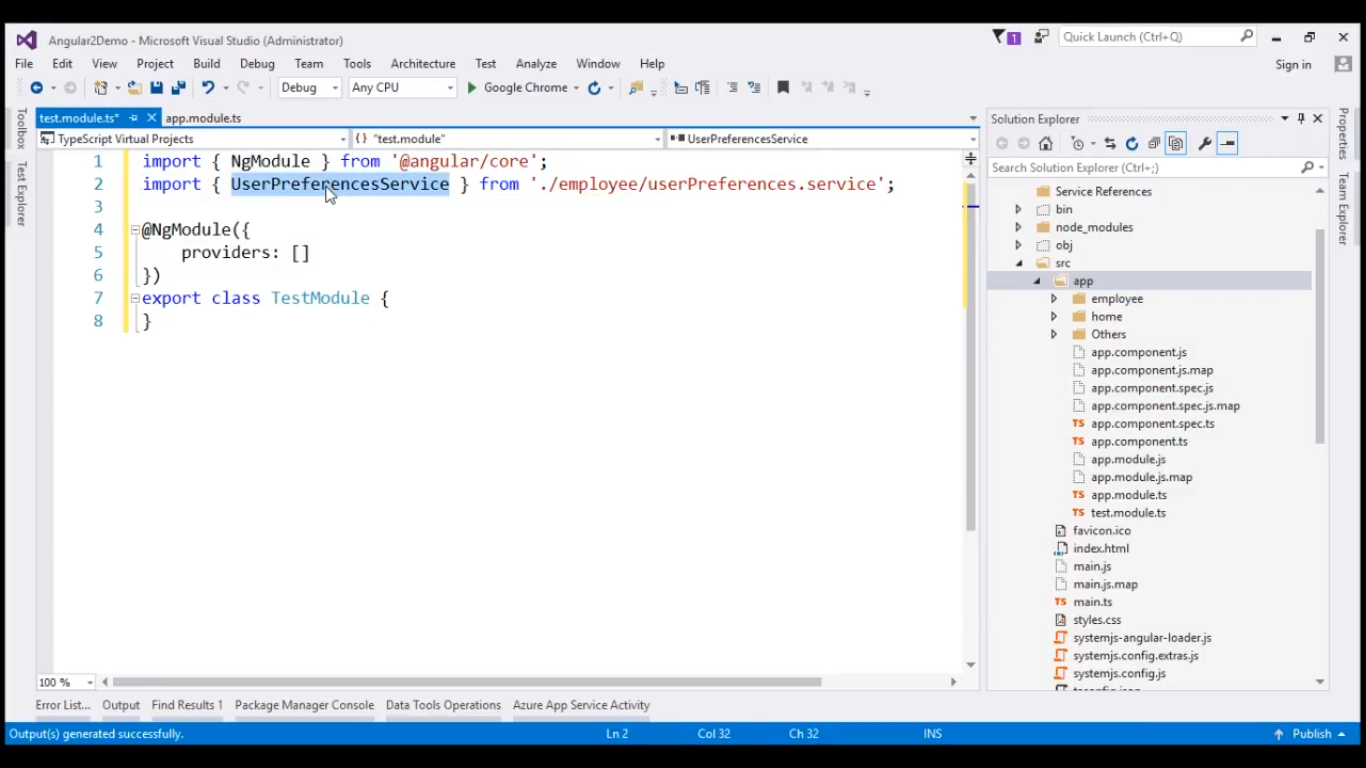 Angular2Demo - Microsoft Visual Studio (Administrator)
1
Quick Launch (Ctrl+Q)
File Edit View Project Build Debug Team Tools Architecture Test Analyze Window Help
Sign in
Debug Any CPU Google Chrome
Toolbox
Test Explorer
test.module.ts* app.module.ts
TypeScript Virtual Projects {} "test.module" UserPreferencesService
1 import { NgModule } from '@angular/core';
2 import { UserPreferencesService } from './employee/userPreferences.service';
3
4 @NgModule({
5 providers: []
6 })
7 export class TestModule {
8 }
100 %
Solution Explorer
Search Solution Explorer (Ctrl+;)
Service References
bin
node_modules
obj
src
app
employee
home
Others
app.component.js
app.component.js.map
app.component.spec.js
app.component.spec.js.map
TS app.component.spec.ts
TS app.component.ts
app.module.js
app.module.js.map
TS app.module.ts
TS test.module.ts
favicon.ico
index.html
main.js
main.js.map
TS main.ts
styles.css
systemjs-angular-loader.js
systemjs.config.extras.js
systemjs.config.js
Properties
Team Explorer
Error List... Output Find Results 1 Package Manager Console Data Tools Operations Azure App Service Activity
Output(s) generated successfully. Ln 2 Col 32 Ch 32 INS Publish